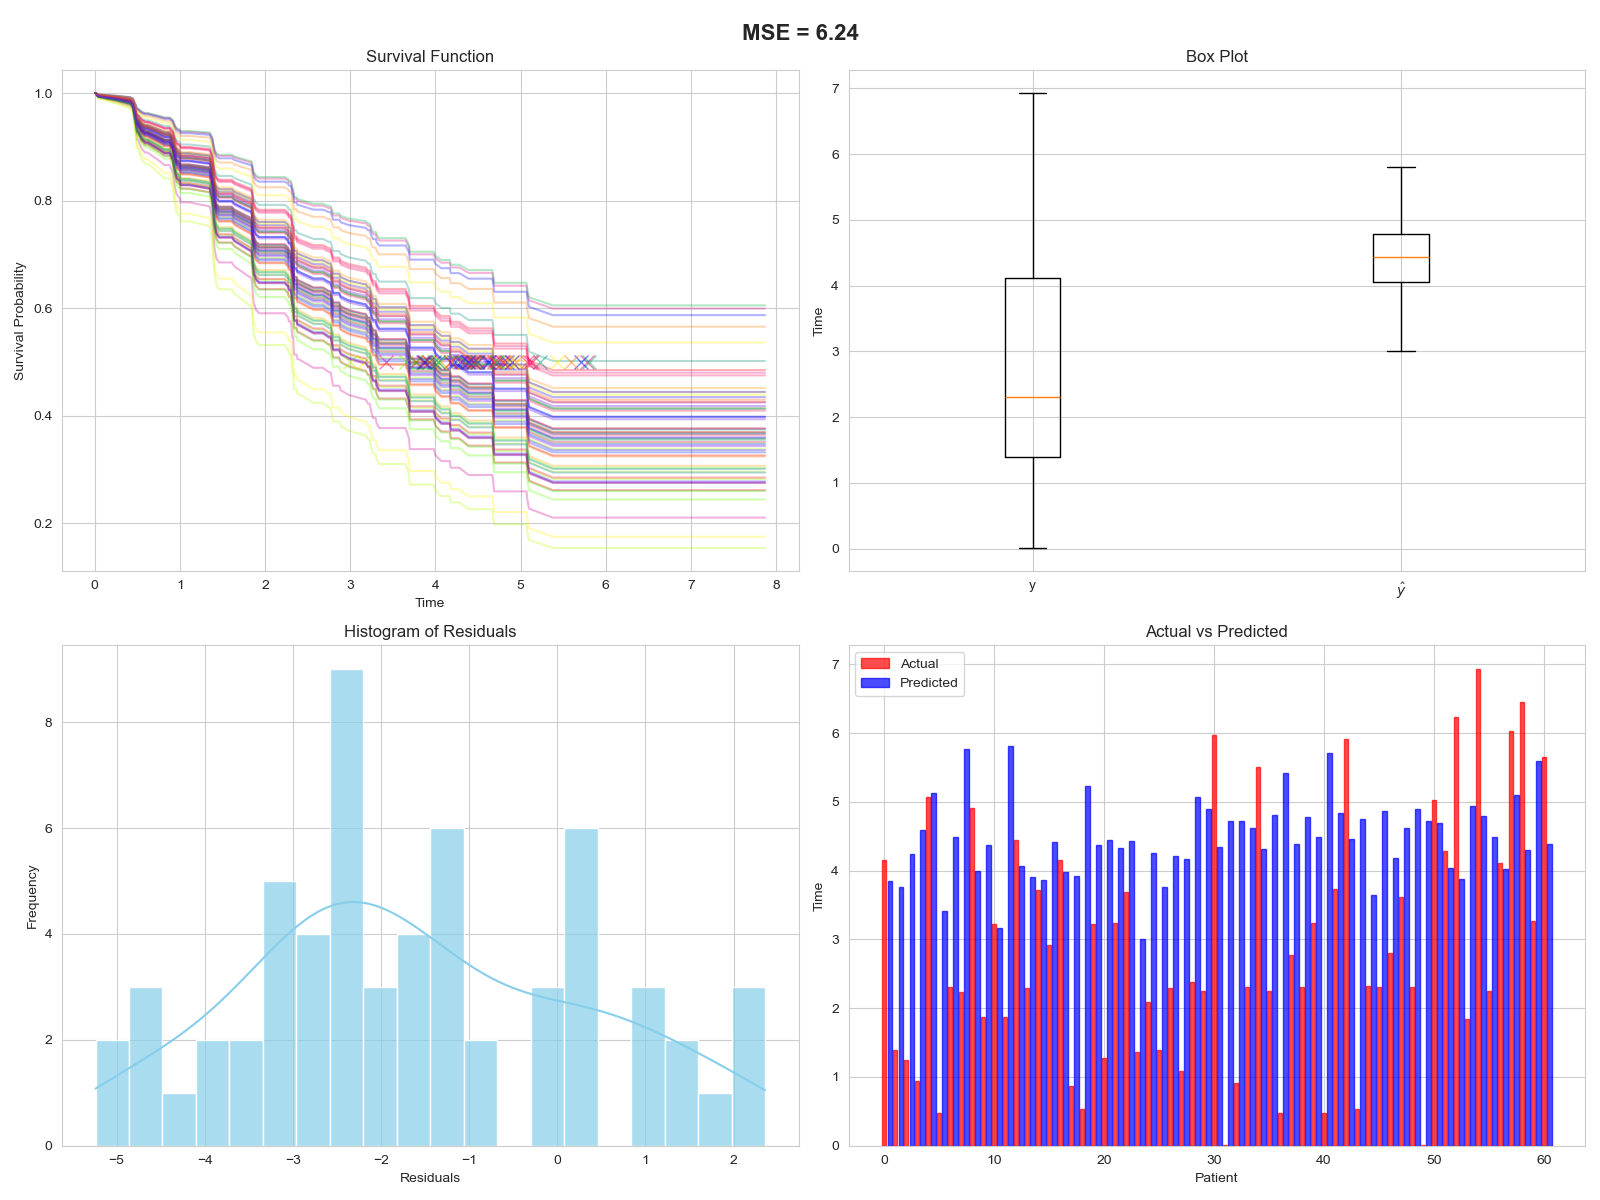 MSE = 6.24
Survival Function
Survival Probability
1.0
0.8
0.6
0.4
0.2
0 1 2 3 4 5 6 7 8
Time
Box Plot
Time
7
6
5
4
3
2
1
0
y ŷ
Histogram of Residuals
Frequency
8
6
4
2
0
−5 −4 −3 −2 −1 0 1 2
Residuals
Actual vs Predicted
Actual
Predicted
Time
7
6
5
4
3
2
1
0
0 10 20 30 40 50 60
Patient